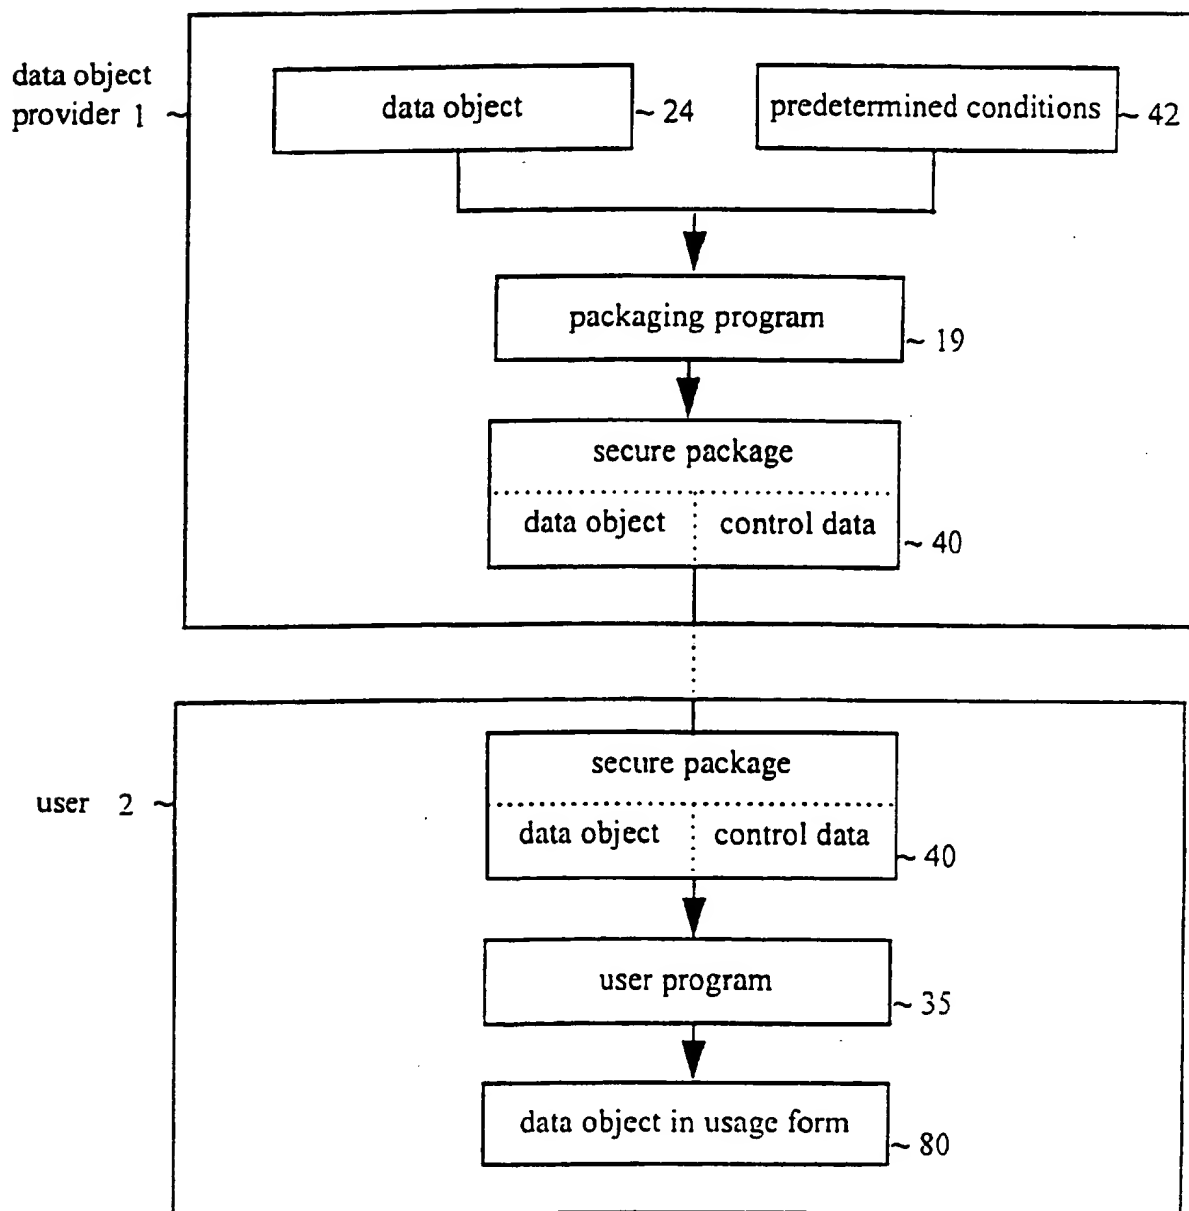 data object
provider 1 ~
data object
~ 24
predetermined conditions
~ 42
packaging program
~ 19
secure package
data object
control data
~ 40
user 2 ~
secure package
data object
control data
~ 40
user program
~ 35
data object in usage form
~ 80